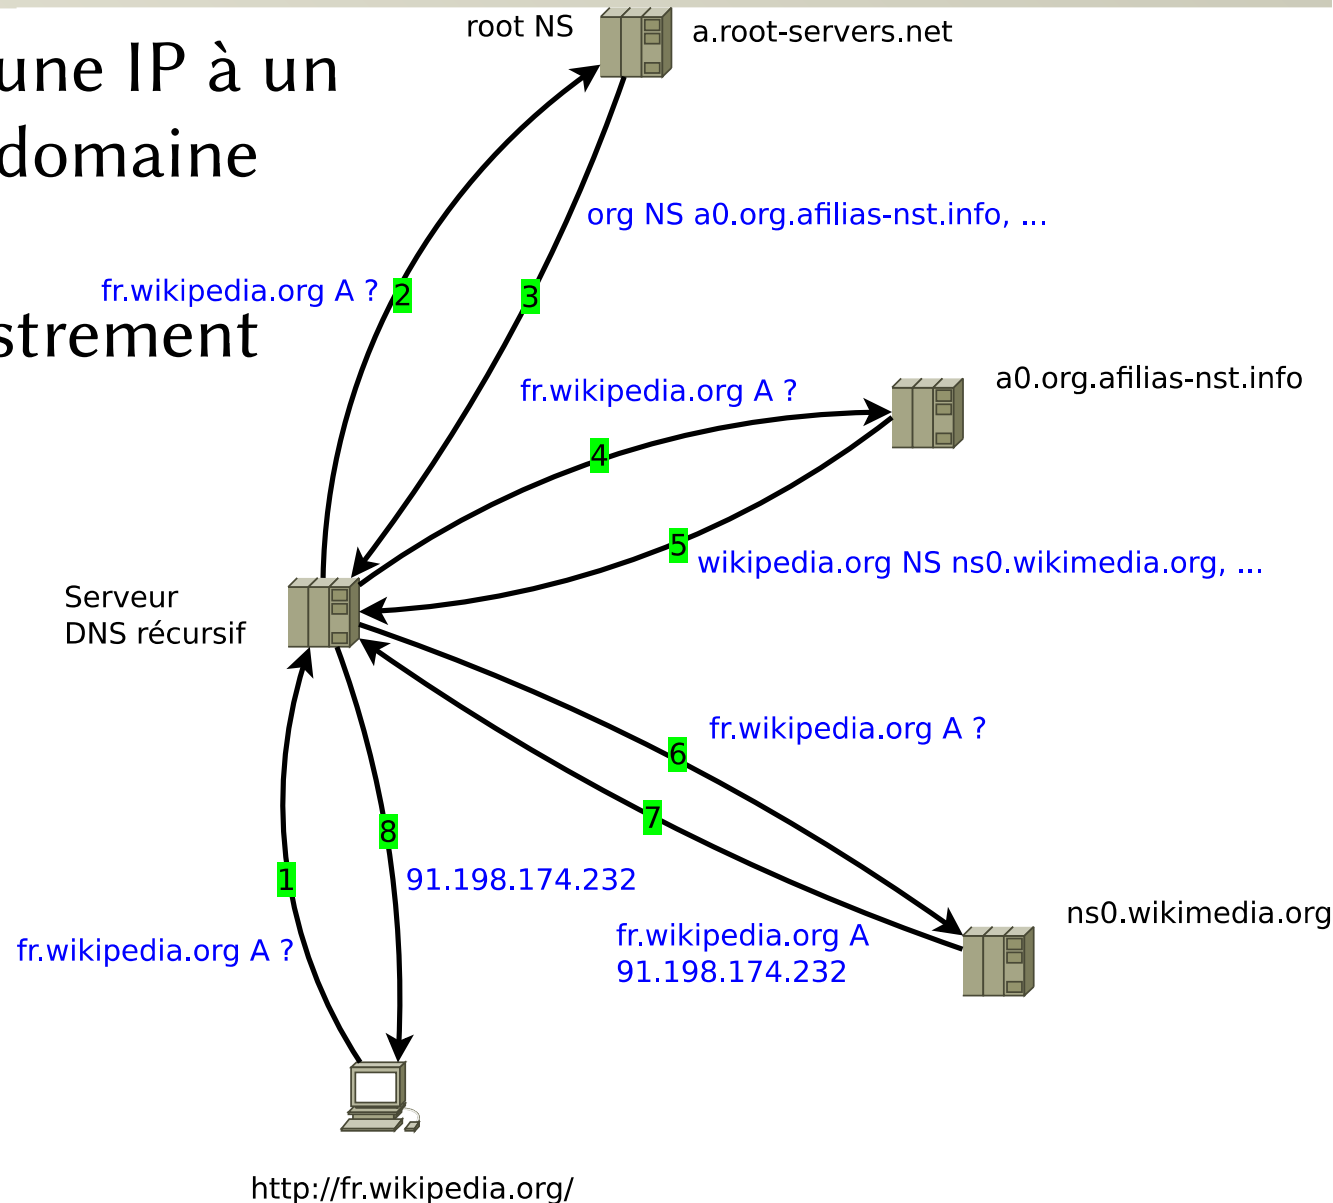 root NS
a.root-servers.net
une IP à un
domaine
org NS a0.org.afilias-nst.info, ...
fr.wikipedia.org A ?
2
3
strement
fr.wikipedia.org A ?
a0.org.afilias-nst.info
4
5
wikipedia.org NS ns0.wikimedia.org, ...
Serveur
DNS récursif
fr.wikipedia.org A ?
6
7
8
1
91.198.174.232
ns0.wikimedia.org
fr.wikipedia.org A
91.198.174.232
fr.wikipedia.org A ?
http://fr.wikipedia.org/